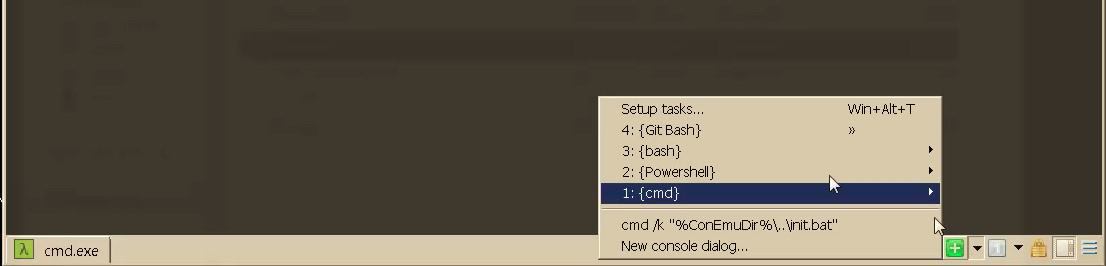 Setup tasks... Win+Alt+T
4: {Git Bash} »
3: {bash}
2: {Powershell}
1: {cmd}
cmd /k "%ConEmuDir%\..\init.bat"
New console dialog...
λ cmd.exe
1